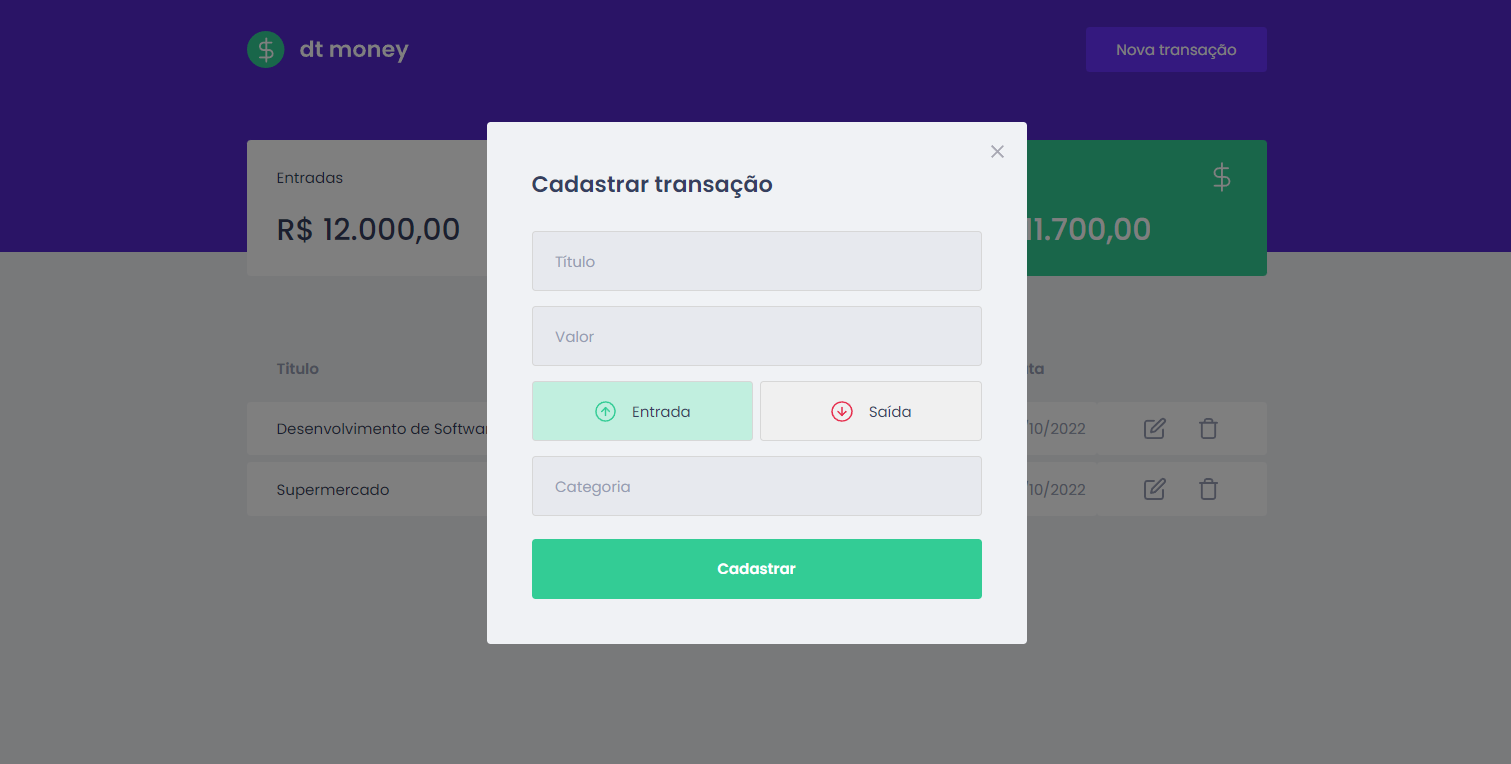 dt money
Nova transação
Entradas
R$ 12.000,00
11.700,00
Cadastrar transação
Título
Valor
Entrada
Saída
Categoria
Cadastrar
Titulo
ta
Desenvolvimento de Softwar
/10/2022
Supermercado
/10/2022